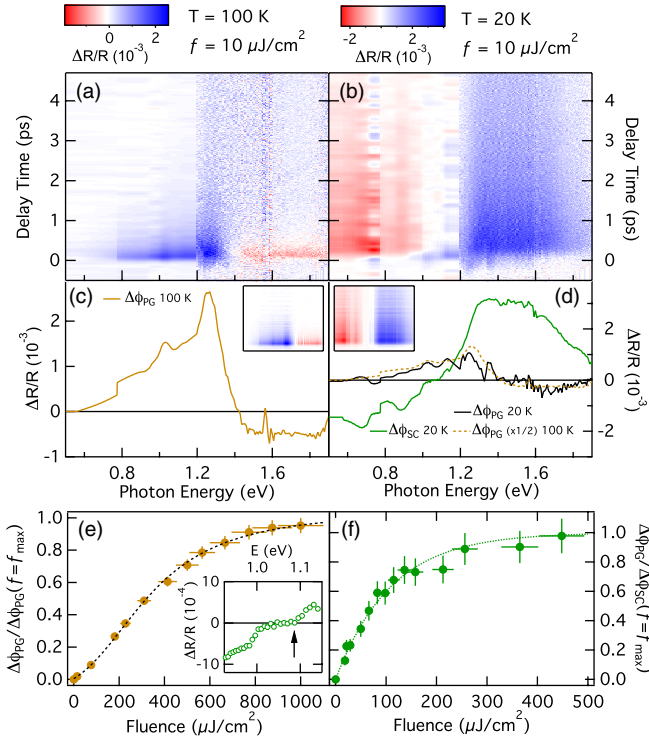 0 2
ΔR/R (10⁻³)
T = 100 K
f = 10 µJ/cm²
-2 0
ΔR/R (10⁻³)
T = 20 K
f = 10 µJ/cm²
(a)
Delay Time (ps)
4
3
2
1
0
(b)
Delay Time (ps)
4
3
2
1
0
(c)
Δϕ_PG 100 K
ΔR/R (10⁻³)
2
1
0
-1
0.8 1.2 1.6
Photon Energy (eV)
(d)
ΔR/R (10⁻³)
2
0
-2
Δϕ_PG 20 K
Δϕ_SC 20 K
Δϕ_PG (x1/2) 100 K
0.8 1.2 1.6
Photon Energy (eV)
(e)
Δφ_PG/Δφ_PG(f = f_max)
1.0
0.8
0.6
0.4
0.2
0.0
0 200 400 600 800 1000
Fluence (µJ/cm²)
E (eV)
1.0 1.1
ΔR/R (10⁻⁴)
10
0
-10
(f)
Δφ_PG/Δφ_SC(f = f_max)
1.0
0.8
0.6
0.4
0.2
0.0
0 100 200 300 400 500
Fluence (µJ/cm²)